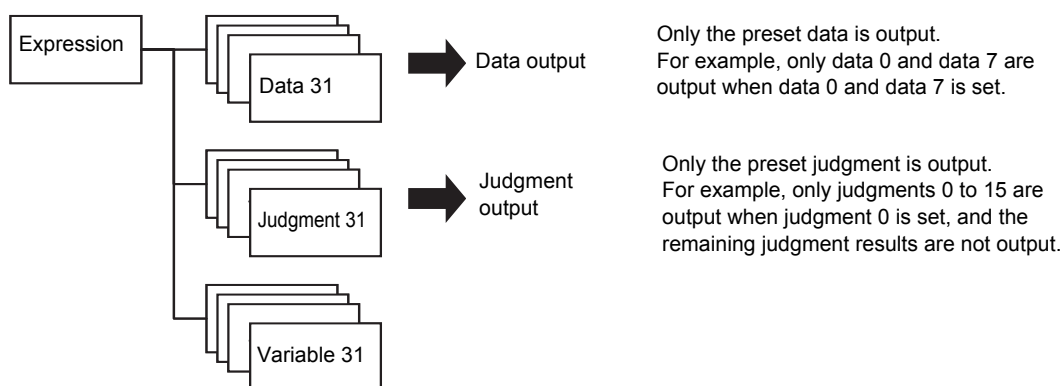 Expression
Data 31
Data output
Only the preset data is output.
For example, only data 0 and data 7 are
output when data 0 and data 7 is set.
Judgment 31
Judgment
output
Only the preset judgment is output.
For example, only judgments 0 to 15 are
output when judgment 0 is set, and the
remaining judgment results are not output.
Variable 31